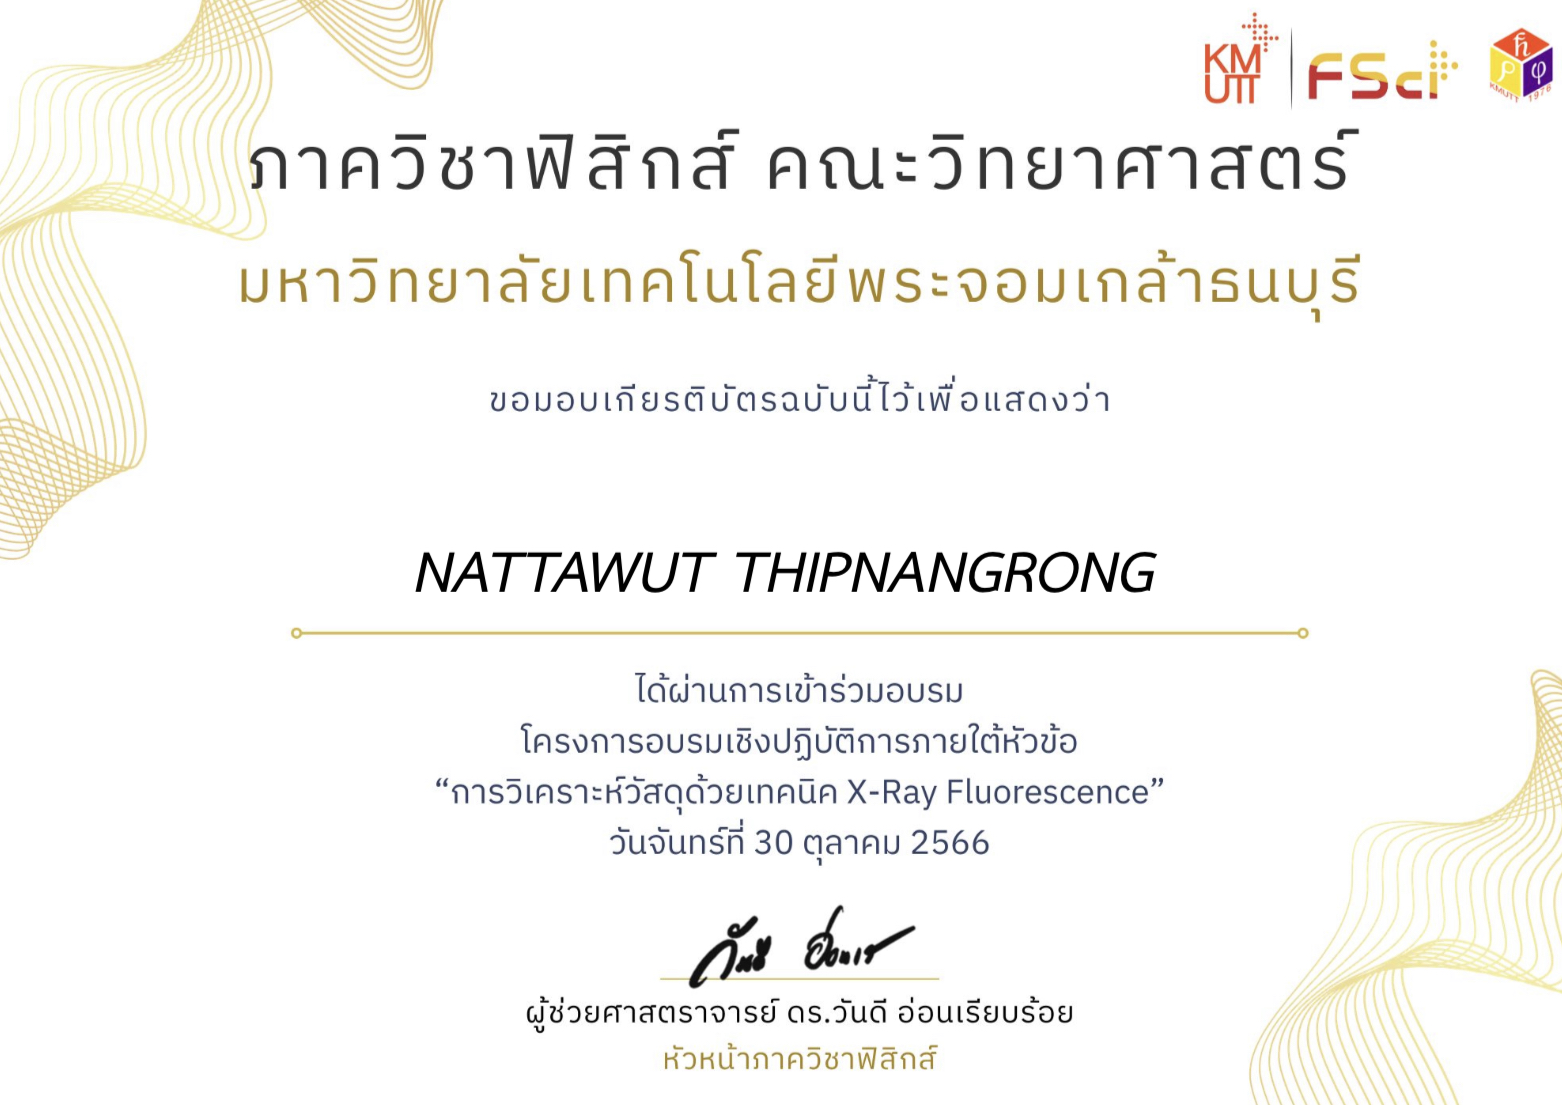 KMUTT
FSci
ħ
ρ φ
KMUTT 1976
ภาควิชาฟิสิกส์ คณะวิทยาศาสตร์
มหาวิทยาลัยเทคโนโลยีพระจอมเกล้าธนบุรี
ขอมอบเกียรติบัตรฉบับนี้ไว้เพื่อแสดงว่า
NATTAWUT THIPNANGRONG
ได้ผ่านการเข้าร่วมอบรม
โครงการอบรมเชิงปฏิบัติการภายใต้หัวข้อ
“การวิเคราะห์วัสดุด้วยเทคนิค X-Ray Fluorescence”
วันจันทร์ที่ 30 ตุลาคม 2566
วันดี อ่อนเร
ผู้ช่วยศาสตราจารย์ ดร.วันดี อ่อนเรียบร้อย
หัวหน้าภาควิชาฟิสิกส์